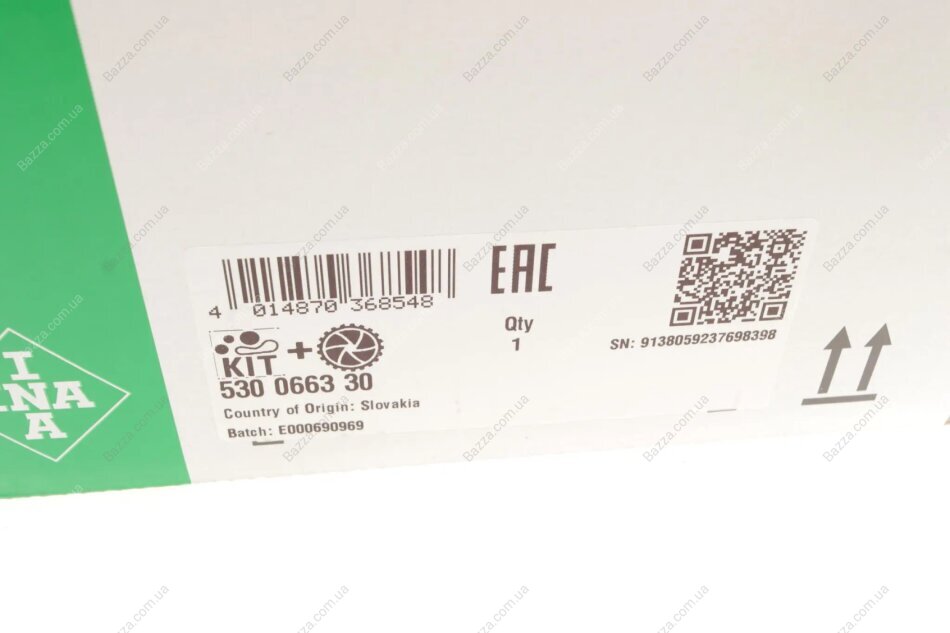 I
INA
A
4 014870 368548
EAC
KIT +
530 0663 30
Country of Origin: Slovakia
Batch: E000690969
Qty
1
SN: 9138059237698398
Bazza.com.ua